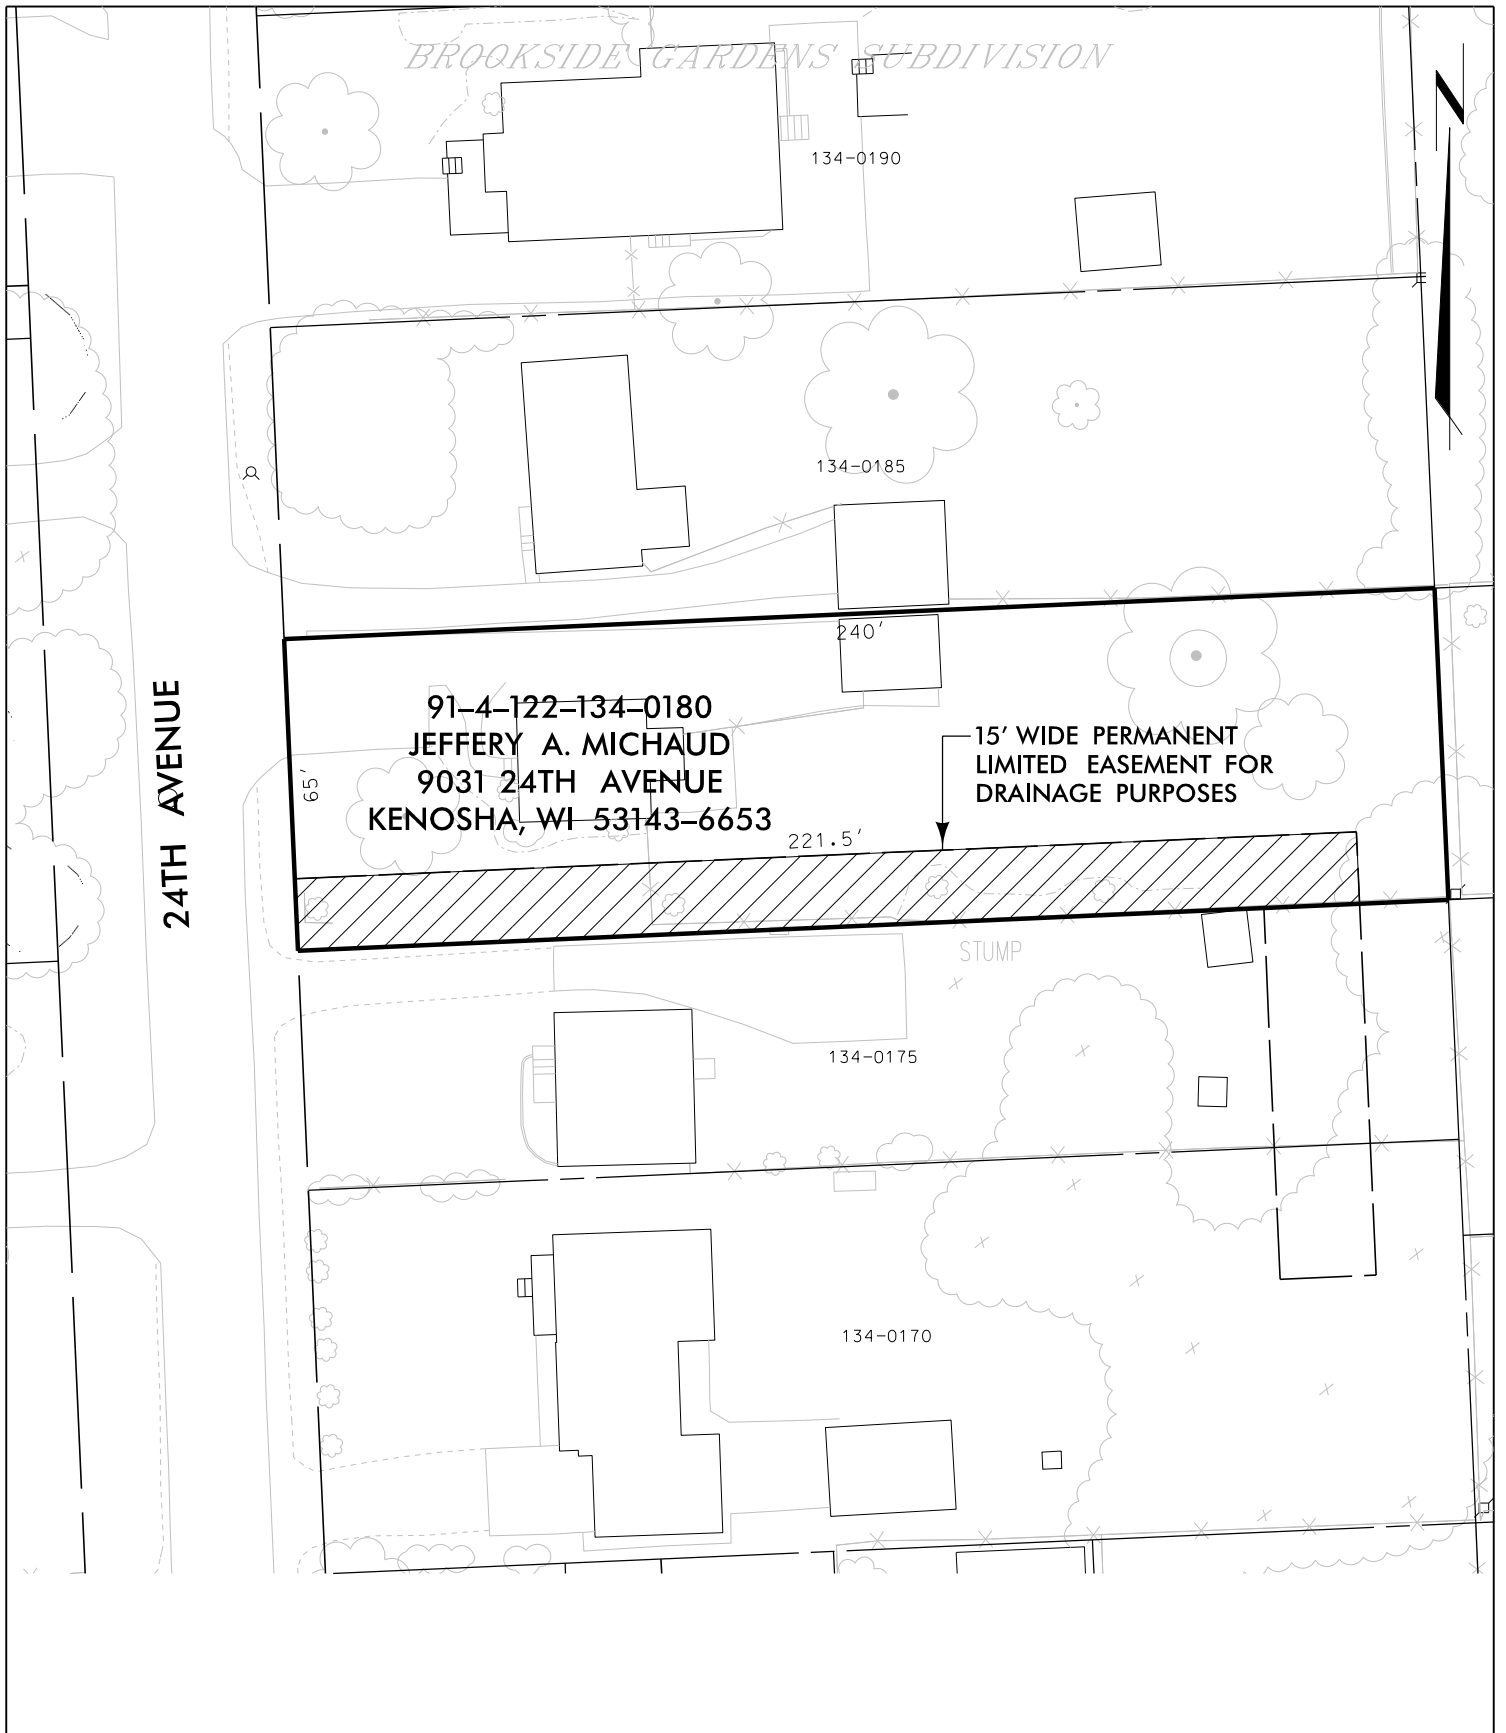 BROOKSIDE GARDENS SUBDIVISION
N
134-0190
134-0185
240'
91-4-122-134-0180
JEFFERY A. MICHAUD
9031 24TH AVENUE
KENOSHA, WI 53143-6653
15' WIDE PERMANENT
LIMITED EASEMENT FOR
DRAINAGE PURPOSES
65'
24TH AVENUE
221.5'
STUMP
134-0175
134-0170